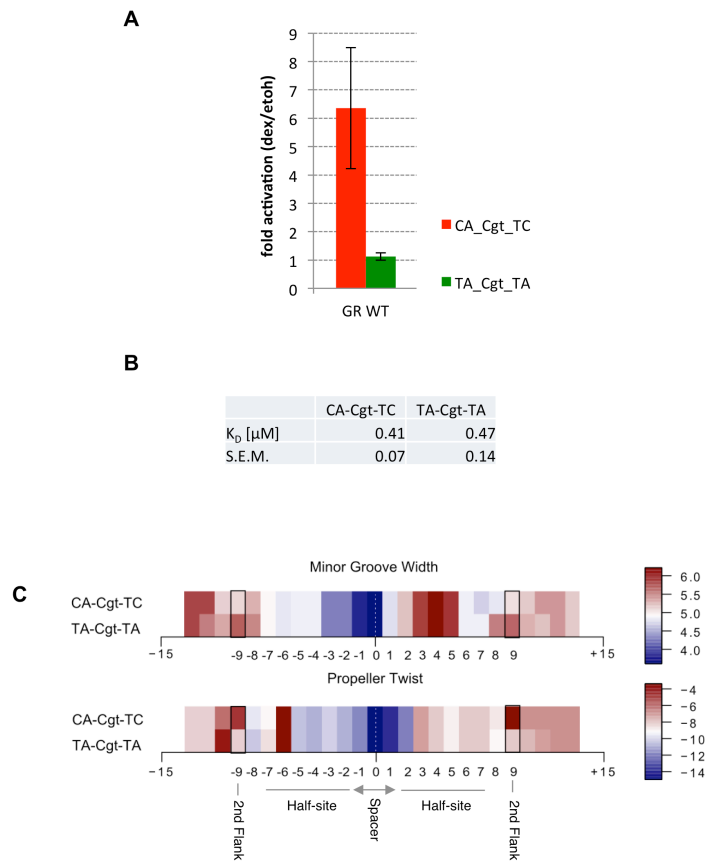 A
9
8
7
6
5
4
3
2
1
0
fold activation (dex/etoh)
GR WT
CA_Cgt_TC
TA_Cgt_TA
B
CA-Cgt-TC TA-Cgt-TA
KD [µM] 0.41 0.47
S.E.M. 0.07 0.14
C
Minor Groove Width
CA-Cgt-TC
TA-Cgt-TA
−15 -9 -8 -7 -6 -5 -4 -3 -2 -1 0 1 2 3 4 5 6 7 8 9 +15
6.0
5.5
5.0
4.5
4.0
Propeller Twist
CA-Cgt-TC
TA-Cgt-TA
−15 -9 -8 -7 -6 -5 -4 -3 -2 -1 0 1 2 3 4 5 6 7 8 9 +15
−4
−6
−8
−10
−12
−14
2nd Flank
Half-site
Spacer
Half-site
2nd Flank